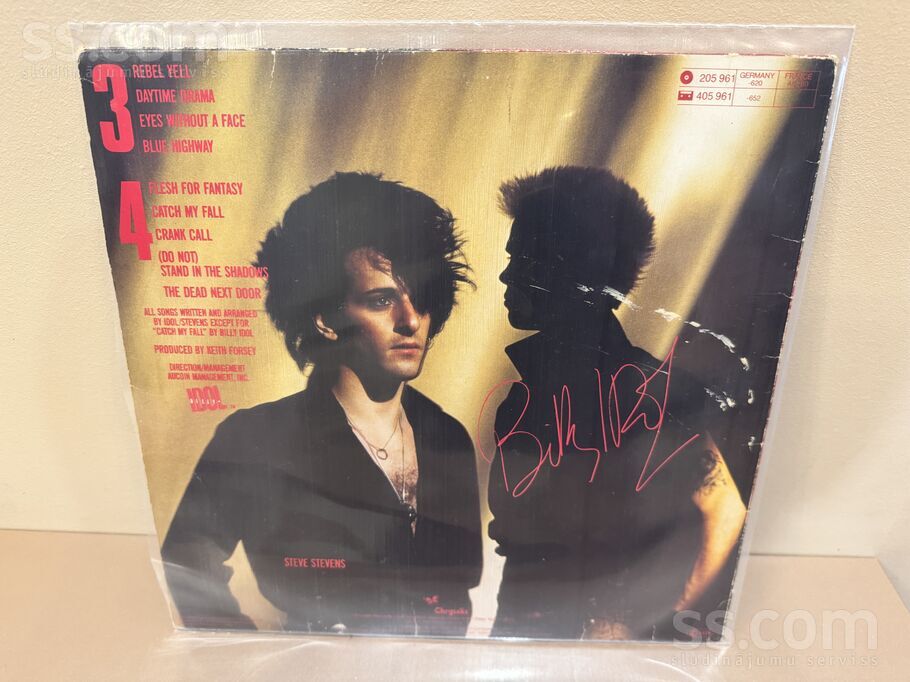 ss.com
sludinājumu serviss
3
REBEL YELL
DAYTIME DRAMA
EYES WITHOUT A FACE
BLUE HIGHWAY
4
FLESH FOR FANTASY
CATCH MY FALL
CRANK CALL
(DO NOT)
STAND IN THE SHADOWS
THE DEAD NEXT DOOR
ALL SONGS WRITTEN AND ARRANGED
BY IDOL/STEVENS EXCEPT FOR
"CATCH MY FALL" BY BILLY IDOL
PRODUCED BY KEITH FORSEY
DIRECTION/MANAGEMENT
AUCOIN MANAGEMENT, INC.
IDOL
BILLY
205 961 GERMANY FRANCE
-620
405 961 -652
Billy IDOL
STEVE STEVENS
Chrysalis
ss.com
sludinājumu serviss